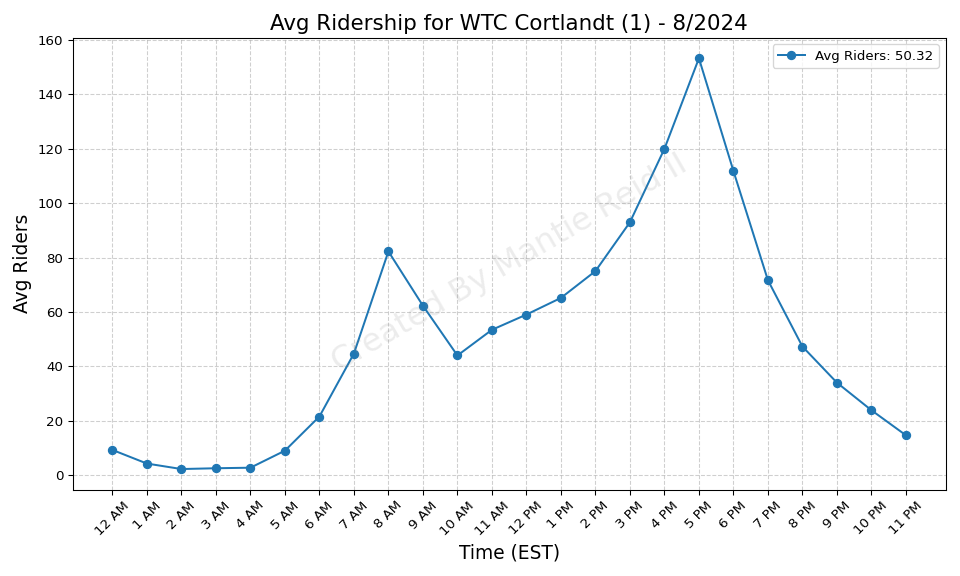 Avg Ridership for WTC Cortlandt (1) - 8/2024
Avg Riders: 50.32
Avg Riders
160
140
120
100
80
60
40
20
0
Created By Mantle Reid II
12 AM
1 AM
2 AM
3 AM
4 AM
5 AM
6 AM
7 AM
8 AM
9 AM
10 AM
11 AM
12 PM
1 PM
2 PM
3 PM
4 PM
5 PM
6 PM
7 PM
8 PM
9 PM
10 PM
11 PM
Time (EST)